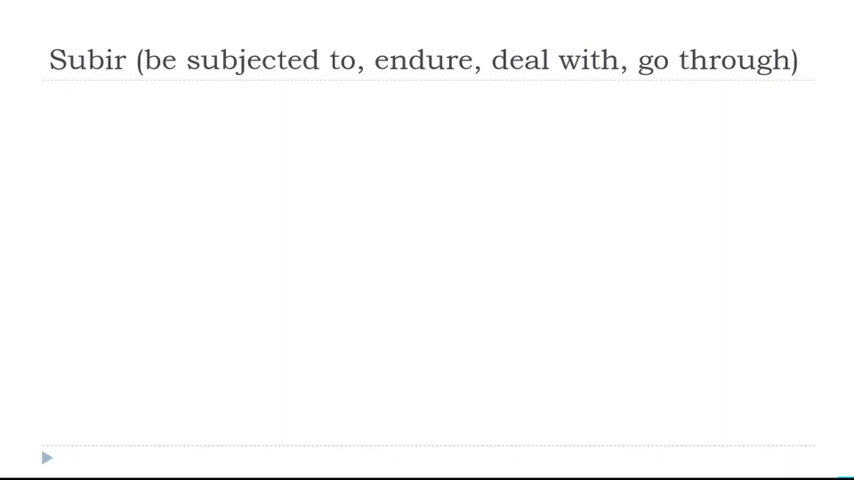 Subir (be subjected to, endure, deal with, go through)